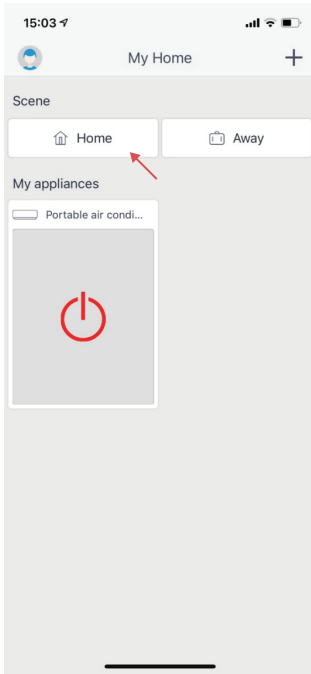 15:03
My Home
Scene
Home Away
My appliances
Portable air condi...